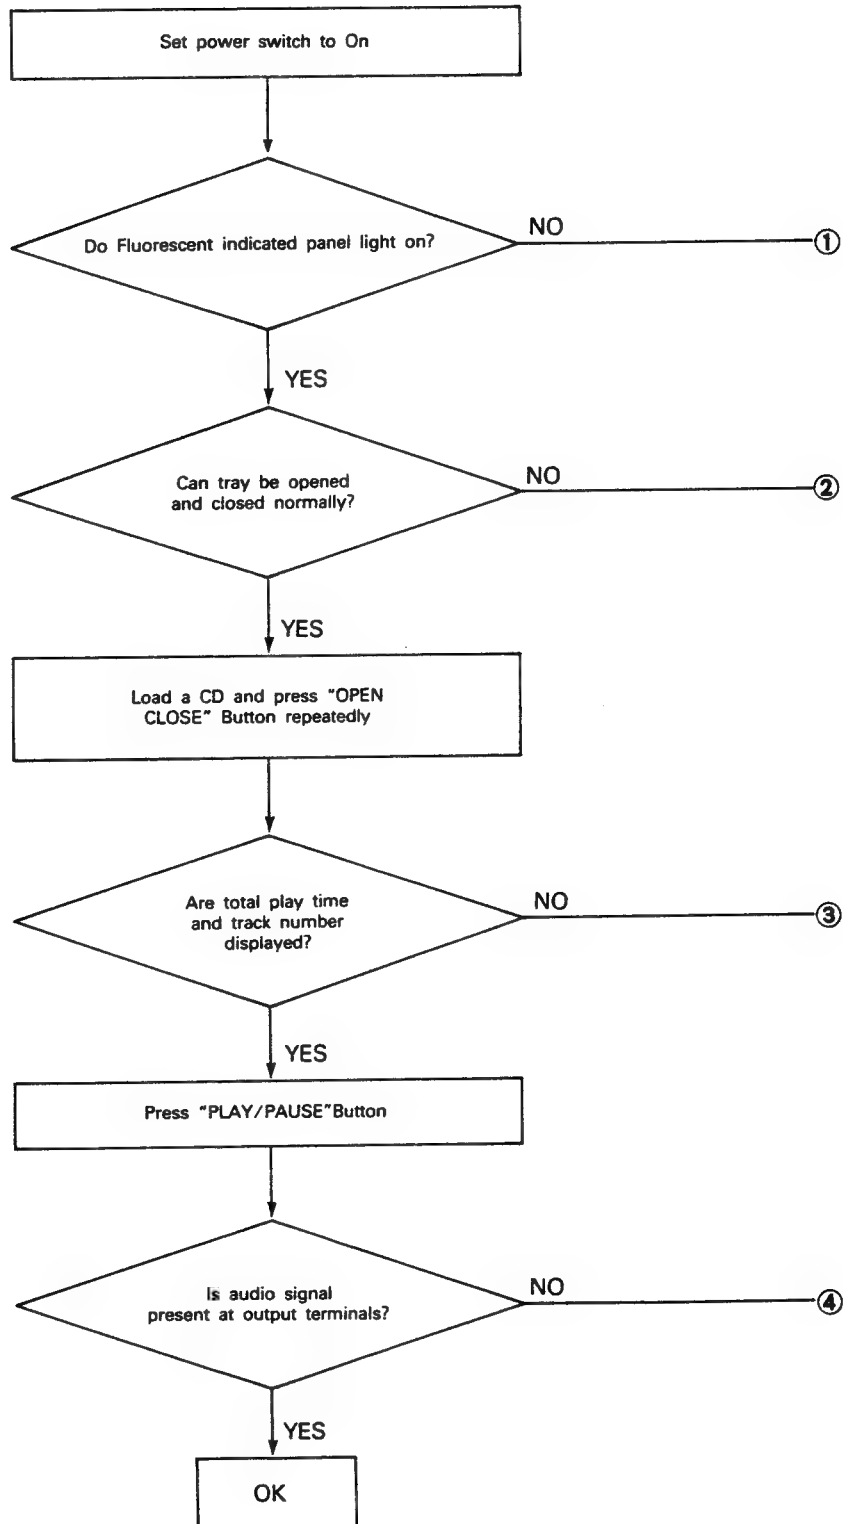 Set power switch to On
Do Fluorescent indicated panel light on?
NO
①
YES
Can tray be opened
and closed normally?
NO
②
YES
Load a CD and press "OPEN
CLOSE" Button repeatedly
Are total play time
and track number
displayed?
NO
③
YES
Press "PLAY/PAUSE"Button
Is audio signal
present at output terminals?
NO
④
YES
OK